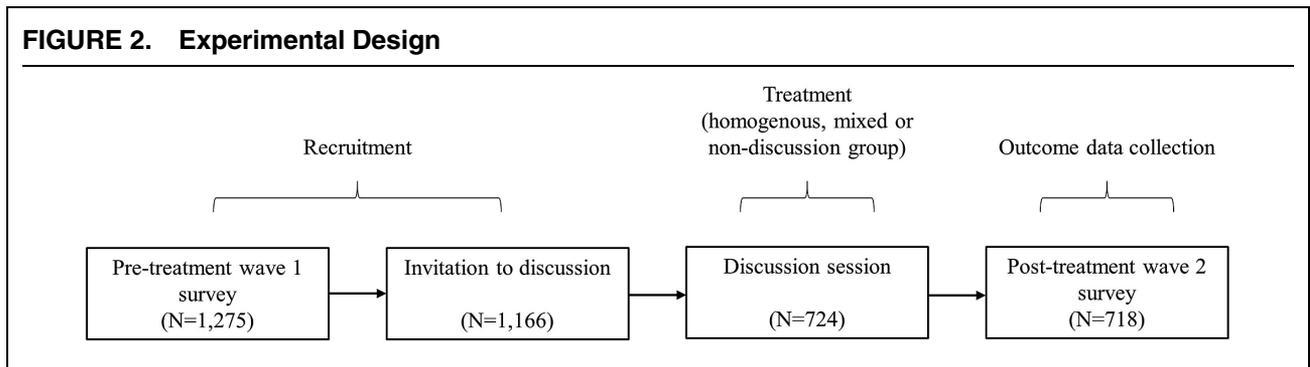 FIGURE 2. Experimental Design
Treatment
(homogenous, mixed or
non-discussion group)
Recruitment
Outcome data collection
Pre-treatment wave 1
survey
(N=1,275)
Invitation to discussion
(N=1,166)
Discussion session
(N=724)
Post-treatment wave 2
survey
(N=718)